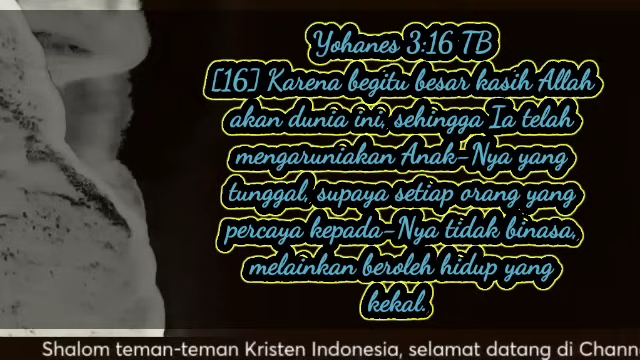 Yohanes 3:16 TB
[16] Karena begitu besar kasih Allah
akan dunia ini, sehingga Ia telah
mengaruniakan Anak-Nya yang
tunggal, supaya setiap orang yang
percaya kepada-Nya tidak binasa,
melainkan beroleh hidup yang
kekal.
Shalom teman-teman Kristen Indonesia, selamat datang di Chann